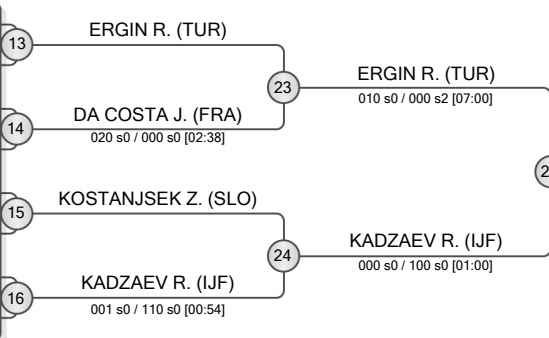 13
ERGIN R. (TUR)
23
ERGIN R. (TUR)
010 s0 / 000 s2 [07:00]
14
DA COSTA J. (FRA)
020 s0 / 000 s0 [02:38]
15
KOSTANJSEK Z. (SLO)
24
KADZAEV R. (IJF)
000 s0 / 100 s0 [01:00]
16
KADZAEV R. (IJF)
001 s0 / 110 s0 [00:54]